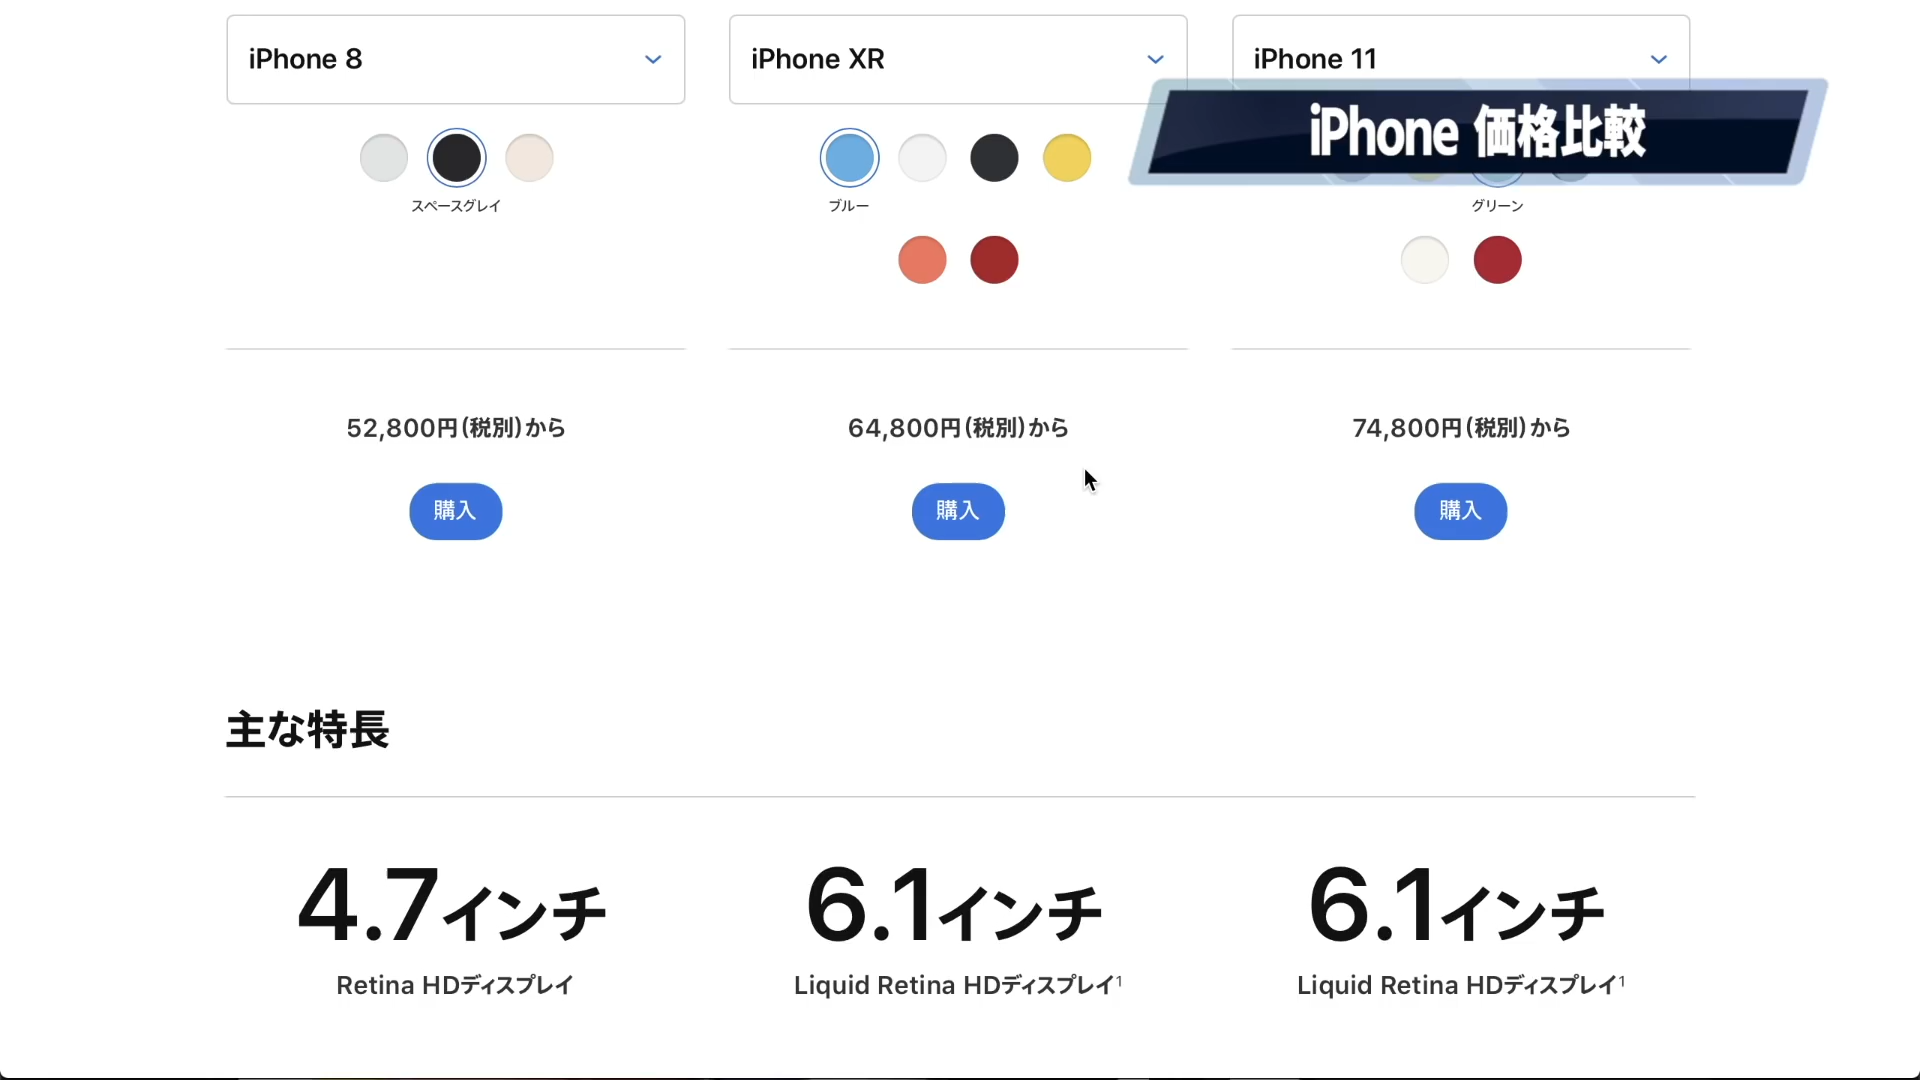 iPhone 8
iPhone XR
iPhone 11
iPhone 価格比較
スペースグレイ
ブルー
グリーン
52,800円(税別)から
64,800円(税別)から
74,800円(税別)から
購入
購入
購入
主な特長
4.7インチ
6.1インチ
6.1インチ
Retina HDディスプレイ
Liquid Retina HDディスプレイ1
Liquid Retina HDディスプレイ1